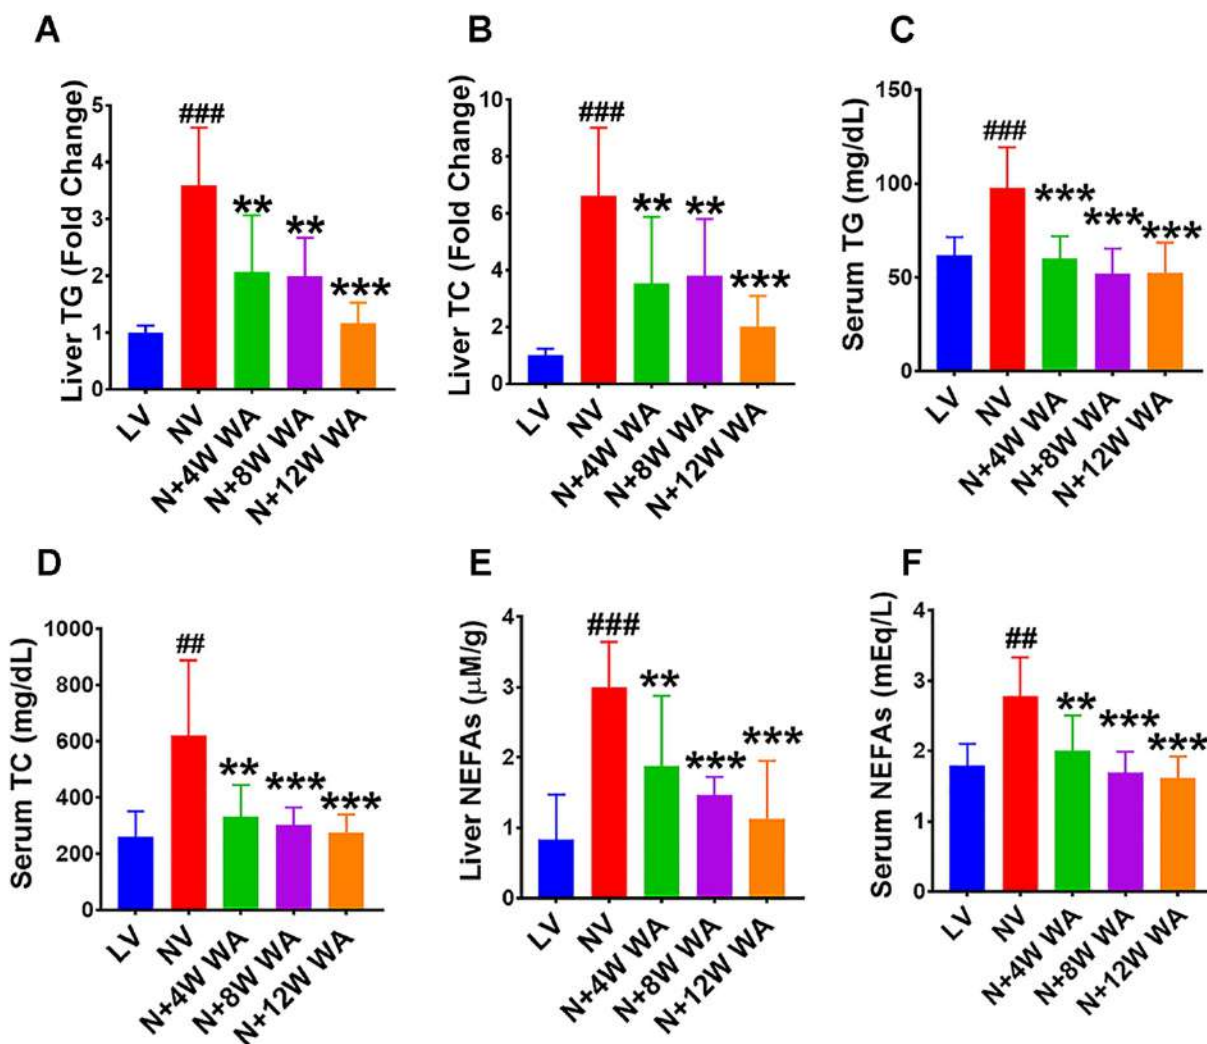 A
Liver TG (Fold Change)
5
4
3
2
1
0
###
**
**
***
LV
NV
N+4W WA
N+8W WA
N+12W WA
B
Liver TC (Fold Change)
10
8
6
4
2
0
###
**
**
***
LV
NV
N+4W WA
N+8W WA
N+12W WA
C
Serum TG (mg/dL)
150
100
50
0
###
***
***
***
LV
NV
N+4W WA
N+8W WA
N+12W WA
D
Serum TC (mg/dL)
1000
800
600
400
200
0
##
**
***
***
LV
NV
N+4W WA
N+8W WA
N+12W WA
E
Liver NEFAs (μM/g)
4
3
2
1
0
###
**
***
***
LV
NV
N+4W WA
N+8W WA
N+12W WA
F
Serum NEFAs (mEq/L)
4
3
2
1
0
##
**
***
***
LV
NV
N+4W WA
N+8W WA
N+12W WA